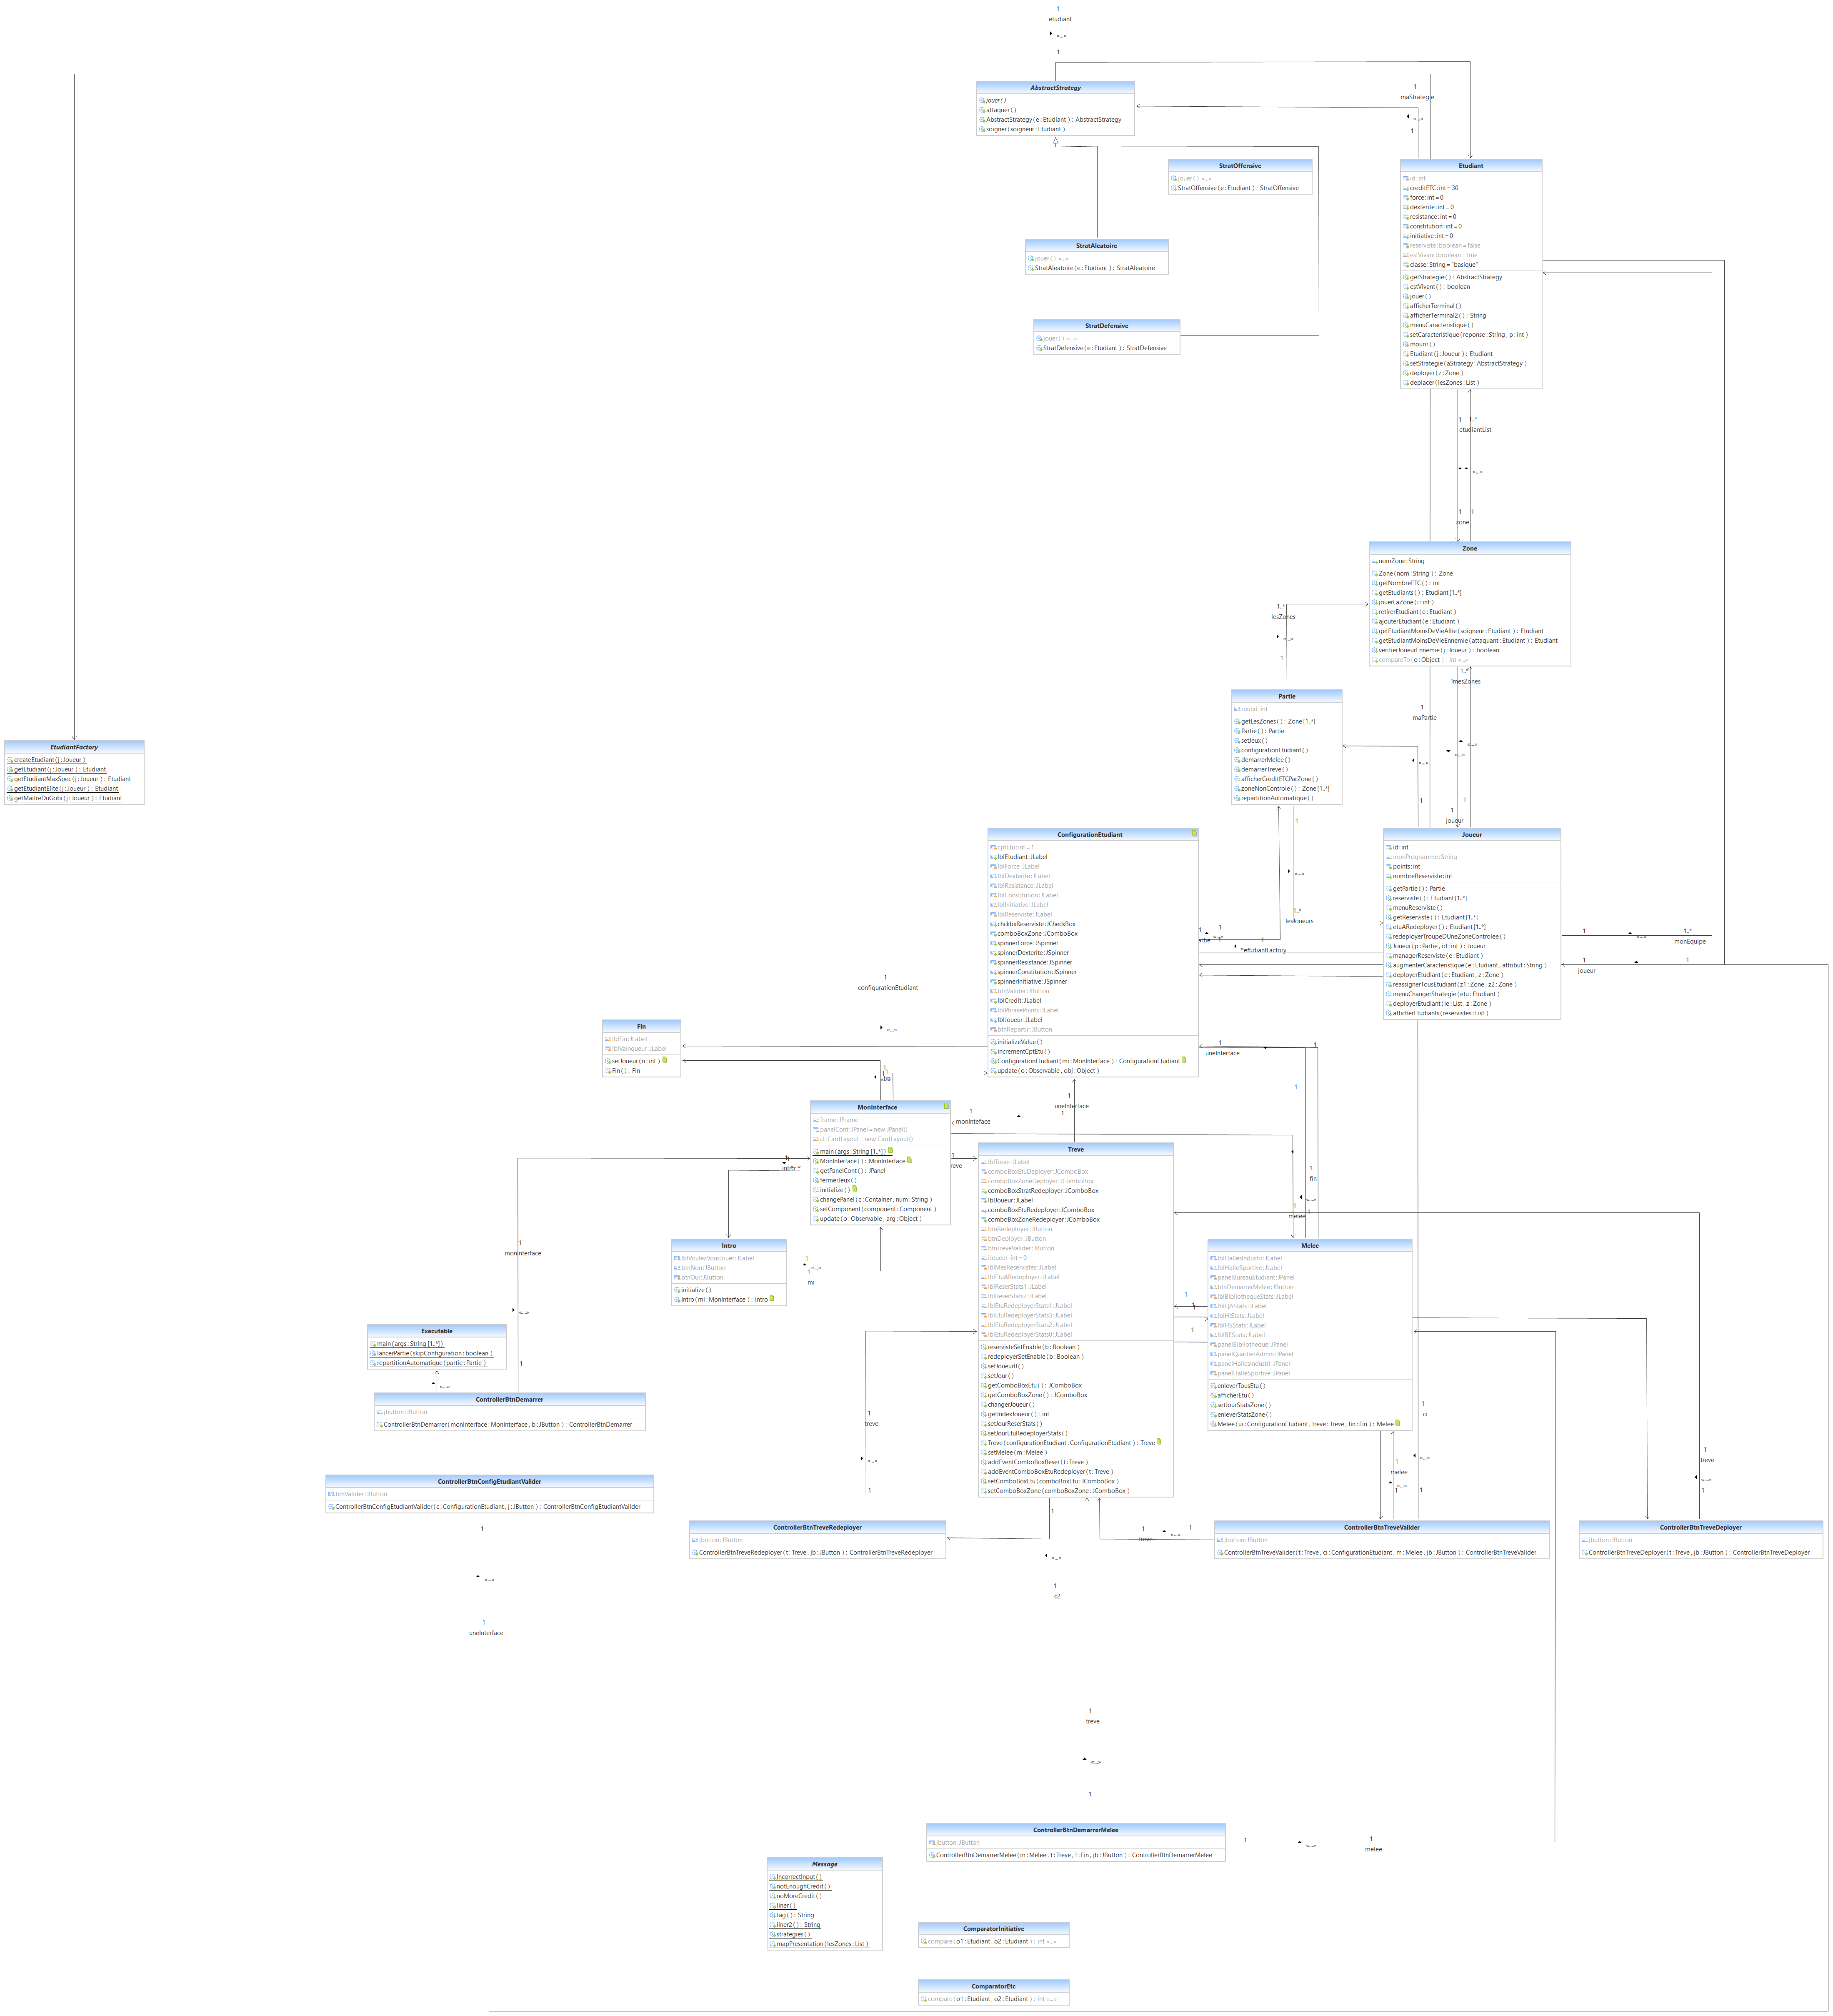 1
etudiant
«...»
1
AbstractStrategy
jouer ( )
attaquer ( )
AbstractStrategy ( e : Etudiant ) : AbstractStrategy
soigner ( soigneur : Etudiant )
1
maStrategie
«...»
1
StratOffensive
jouer ( ) «...»
StratOffensive ( e : Etudiant ) : StratOffensive
StratAleatoire
jouer ( ) «...»
StratAleatoire ( e : Etudiant ) : StratAleatoire
StratDefensive
jouer ( ) «...»
StratDefensive ( e : Etudiant ) : StratDefensive
Etudiant
id : int
creditETC : int = 30
force : int = 0
dexterite : int = 0
resistance : int = 0
constitution : int = 0
initiative : int = 0
reserviste : boolean = false
estVivant : boolean = true
classe : String = "basique"
getStrategie ( ) : AbstractStrategy
estVivant ( ) : boolean
jouer ( )
afficherTerminal ( )
afficherTerminal2 ( ) : String
menuCaracteristique ( )
setCaracteristique ( reponse : String , p : int )
mourir ( )
Etudiant ( j : Joueur ) : Etudiant
setStrategie ( aStrategy : AbstractStrategy )
deployer ( z : Zone )
deplacer ( lesZones : List )
1
1..*
etudiantList
«...»
1
1
zone
Zone
nomZone : String
Zone ( nom : String ) : Zone
getNombreETC ( ) : int
getEtudiants ( ) : Etudiant [1..*]
jouerLaZone ( i : int )
retirerEtudiant ( e : Etudiant )
ajouterEtudiant ( e : Etudiant )
getEtudiantMoinsDeVieAllie ( soigneur : Etudiant ) : Etudiant
getEtudiantMoinsDeVieEnnemie ( attaquant : Etudiant ) : Etudiant
verifierJoueurEnnemie ( j : Joueur ) : boolean
compareTo ( o : Object ) : int «...»
1..*
lesZones
«...»
1
1..*
1
mesZones
1
maPartie
«...»
«...»
«...»
1
1
1
joueur
Partie
round : int
getLesZones ( ) : Zone [1..*]
Partie ( ) : Partie
setJeux ( )
configurationEtudiant ( )
demarrerMelee ( )
demarrerTreve ( )
afficherCreditETCParZone ( )
zoneNonControle ( ) : Zone [1..*]
repartitionAutomatique ( )
EtudiantFactory
createEtudiant ( j : Joueur )
getEtudiant ( j : Joueur ) : Etudiant
getEtudiantMaxSpec ( j : Joueur ) : Etudiant
getEtudiantElite ( j : Joueur ) : Etudiant
getMaitreDuGobi ( j : Joueur ) : Etudiant
1
«...»
1..*
lesJoueurs
Joueur
id : int
monProgramme : String
points : int
nombreReserviste : int
getPartie ( ) : Partie
reserviste ( ) : Etudiant [1..*]
menuReserviste ( )
getReserviste ( ) : Etudiant [1..*]
etuARedeployer ( ) : Etudiant [1..*]
redeployerTroupeDUneZoneControlee ( )
Joueur ( p : Partie , id : int ) : Joueur
managerReserviste ( e : Etudiant )
augmenterCaracteristique ( e : Etudiant , attribut : String )
deployerEtudiant ( e : Etudiant , z : Zone )
reassignerTousEtudiant ( z1 : Zone , z2 : Zone )
menuChangerStrategie ( etu : Etudiant )
deployerEtudiant ( le : List , z : Zone )
afficherEtudiants ( reservistes : List )
1
«...»
1..*
monEquipe
1
joueur
«...»
1
ConfigurationEtudiant
cptEtu : int = 1
lblEtudiant : JLabel
lblForce : JLabel
lblDexterite : JLabel
lblResistance : JLabel
lblConstitution : JLabel
lblInitiative : JLabel
lblReserviste : JLabel
chckbxReserviste : JCheckBox
comboBoxZone : JComboBox
spinnerForce : JSpinner
spinnerDexterite : JSpinner
spinnerResistance : JSpinner
spinnerConstitution : JSpinner
spinnerInitiative : JSpinner
btnValider : JButton
lblCredit : JLabel
lblPhrasePoints : JLabel
lblJoueur : JLabel
btnRepartir : JButton
initializeValue ( )
incrementCptEtu ( )
ConfigurationEtudiant ( mi : MonInterface ) : ConfigurationEtudiant
update ( o : Observable , obj : Object )
1
configurationEtudiant
«...»
Fin
lblFin : JLabel
lblVainqueur : JLabel
setJoueur ( n : int )
Fin ( ) : Fin
MonInterface
frame : JFrame
panelCont : JPanel = new JPanel()
cl : CardLayout = new CardLayout()
main ( args : String [1..*] )
MonInterface ( ) : MonInterface
getPanelCont ( ) : JPanel
fermerJeux ( )
initialize ( )
changePanel ( c : Container , num : String )
setComponent ( component : Component )
update ( o : Observable , arg : Object )
1
monInteface
1
uneInterface
uneInterface
1
fin
«...»
1
melee
Treve
lblTreve : JLabel
comboBoxEtuDeployer : JComboBox
comboBoxZoneDeployer : JComboBox
comboBoxStratRedeployer : JComboBox
lblJoueur : JLabel
comboBoxEtuRedeployer : JComboBox
comboBoxZoneRedeployer : JComboBox
btnRedeployer : JButton
btnDeployer : JButton
btnTreveValider : JButton
iJoueur : int = 0
lblMesReservistes : JLabel
lblEtuARedeployer : JLabel
lblReserStats1 : JLabel
lblReserStats2 : JLabel
lblEtuRedeployerStats1 : JLabel
lblEtuRedeployerStats3 : JLabel
lblEtuRedeployerStats2 : JLabel
lblEtuRedeployerStats0 : JLabel
reservisteSetEnable ( b : Boolean )
redeployerSetEnable ( b : Boolean )
setJoueur0 ( )
setJour ( )
getComboBoxEtu ( ) : JComboBox
getComboBoxZone ( ) : JComboBox
changerJoueur ( )
getIndexJoueur ( ) : int
setJourReserStats ( )
setJourEtuRedeployerStats ( )
Treve ( configurationEtudiant : ConfigurationEtudiant ) : Treve
setMelee ( m : Melee )
addEventComboBoxReser ( t : Treve )
addEventComboBoxEtuRedeployer ( t : Treve )
setComboBoxEtu ( comboBoxEtu : JComboBox )
setComboBoxZone ( comboBoxZone : JComboBox )
Melee
lblHallesIndustri : JLabel
lblHalleSportive : JLabel
panelBureauEtudiant : JPanel
btnDemarrerMelee : JButton
lblBibliothequeStats : JLabel
lblQAStats : JLabel
lblHIStats : JLabel
lblHSStats : JLabel
lblBEStats : JLabel
panelBibliotheque : JPanel
panelQuartierAdmin : JPanel
panelHallesIndustri : JPanel
panelHalleSportive : JPanel
enleverTousEtu ( )
afficherEtu ( )
setJourStatsZone ( )
enleverStatsZone ( )
Melee ( ui : ConfigurationEtudiant , treve : Treve , fin : Fin ) : Melee
Intro
lblVoulezVousJouer : JLabel
btnNon : JButton
btnOui : JButton
initialize ( )
Intro ( mi : MonInterface ) : Intro
1
«...»
1
mi
1
monInterface
«...»
1
Executable
main ( args : String [1..*] )
lancerPartie ( skipConfiguration : boolean )
repartitionAutomatique ( partie : Partie )
«...»
ControllerBtnDemarrer
jbutton : JButton
ControllerBtnDemarrer ( monInterface : MonInterface , b : JButton ) : ControllerBtnDemarrer
1
treve
«...»
1
1
melee
«...»
1
1
ci
«...»
1
1
treve
«...»
1
ControllerBtnConfigEtudiantValider
btnValider : JButton
ControllerBtnConfigEtudiantValider ( c : ConfigurationEtudiant , j : JButton ) : ControllerBtnConfigEtudiantValider
1
«...»
1
uneInterface
ControllerBtnTreveRedeployer
jbutton : JButton
ControllerBtnTreveRedeployer ( t : Treve , jb : JButton ) : ControllerBtnTreveRedeployer
1
«...»
1
c2
1
treve
«...»
1
ControllerBtnTreveValider
jbutton : JButton
ControllerBtnTreveValider ( t : Treve , ci : ConfigurationEtudiant , m : Melee , jb : JButton ) : ControllerBtnTreveValider
ControllerBtnTreveDeployer
jbutton : JButton
ControllerBtnTreveDeployer ( t : Treve , jb : JButton ) : ControllerBtnTreveDeployer
1
treve
«...»
1
ControllerBtnDemarrerMelee
jbutton : JButton
ControllerBtnDemarrerMelee ( m : Melee , t : Treve , f : Fin , jb : JButton ) : ControllerBtnDemarrerMelee
1
«...»
1
melee
Message
IncorrectInput ( )
notEnoughCredit ( )
noMoreCredit ( )
liner ( )
tag ( ) : String
liner2 ( ) : String
strategies ( )
mapPresentation ( lesZones : List )
ComparatorInitiative
compare ( o1 : Etudiant , o2 : Etudiant ) : int «...»
ComparatorEtc
compare ( o1 : Etudiant , o2 : Etudiant ) : int «...»